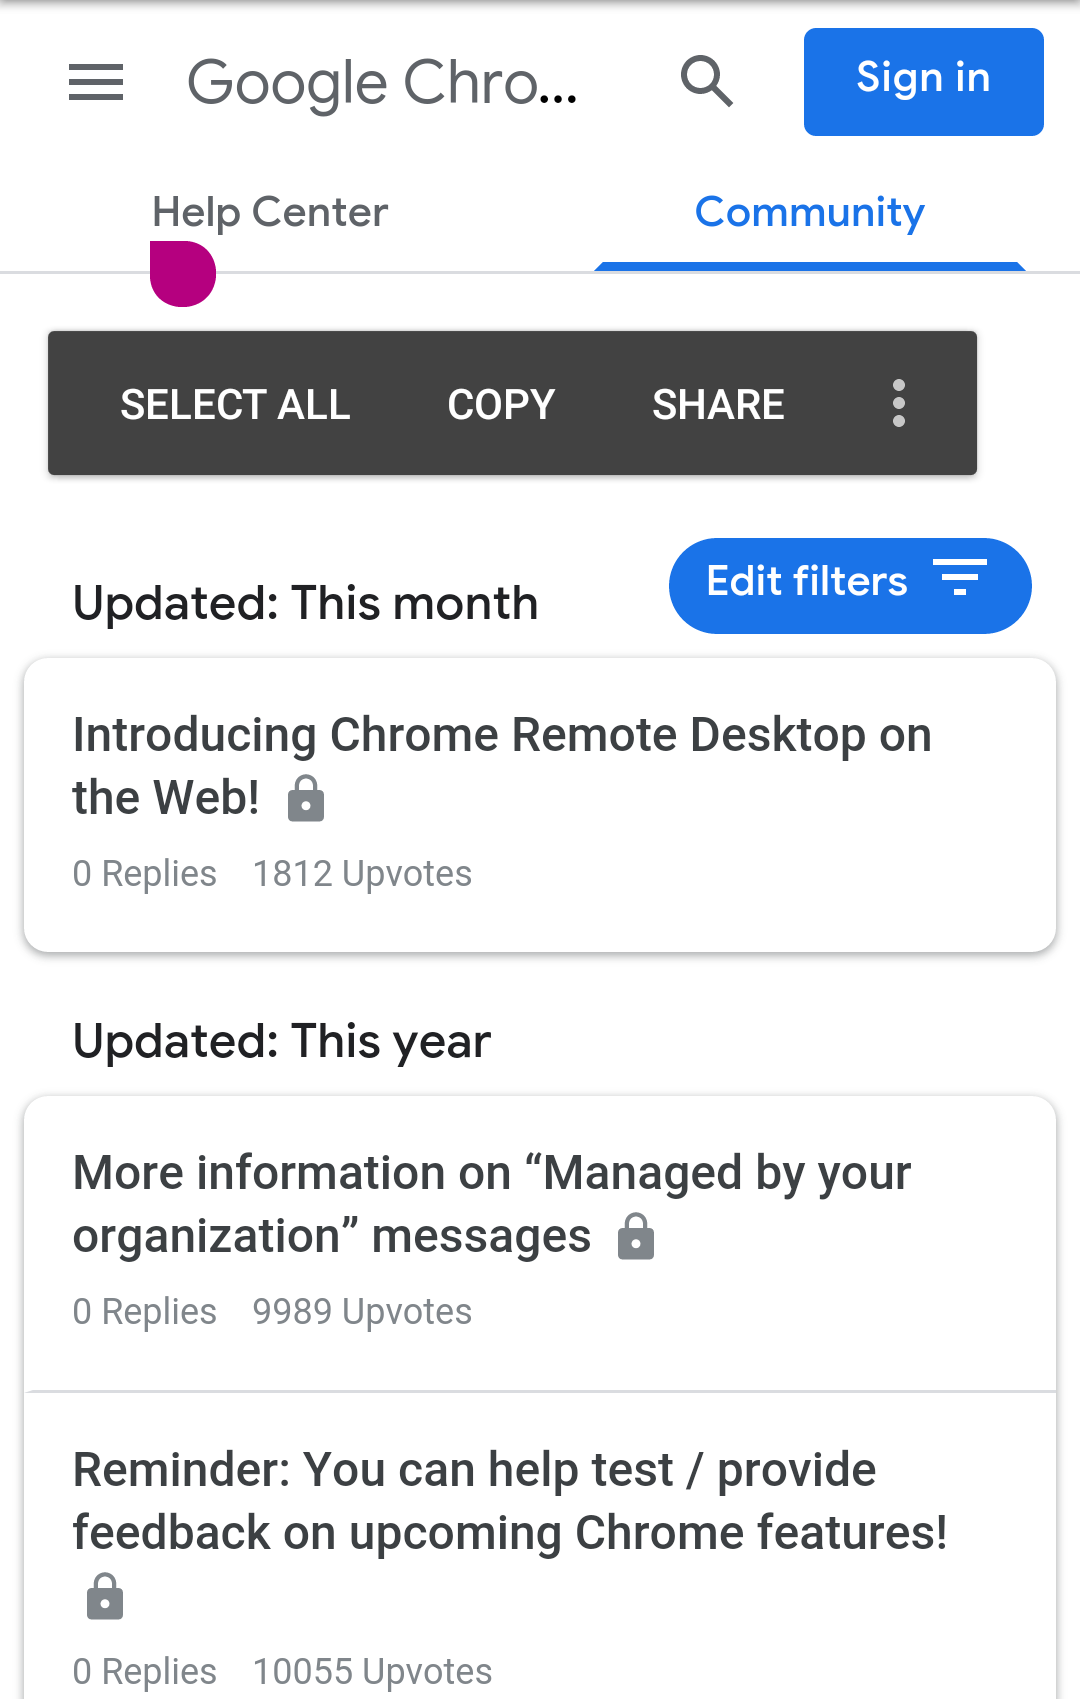 Google Chro...
Sign in
Help Center
Community
SELECT ALL
COPY
SHARE
Updated: This month
Edit filters
Introducing Chrome Remote Desktop on
the Web!
0 Replies 1812 Upvotes
Updated: This year
More information on “Managed by your
organization” messages
0 Replies 9989 Upvotes
Reminder: You can help test / provide
feedback on upcoming Chrome features!
0 Replies 10055 Upvotes